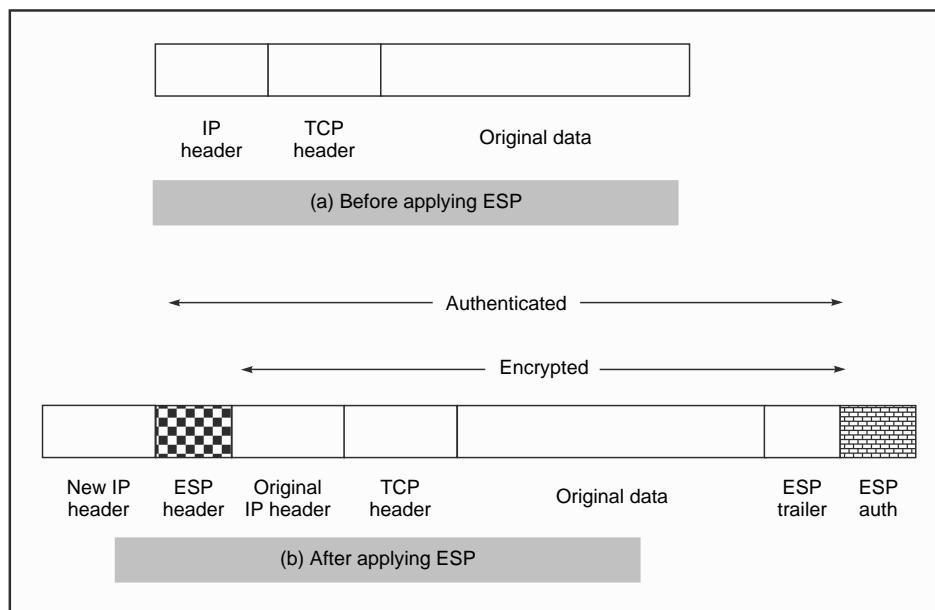 IP
header
TCP
header
Original data
(a) Before applying ESP
Authenticated
Encrypted
New IP
header
ESP
header
Original
IP header
TCP
header
Original data
ESP
trailer
ESP
auth
(b) After applying ESP